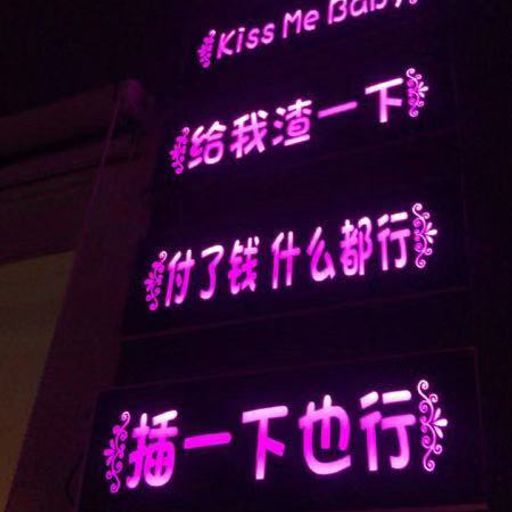 Kiss Me Baby
给我渣一下
付了钱 什么都行
插一下也行